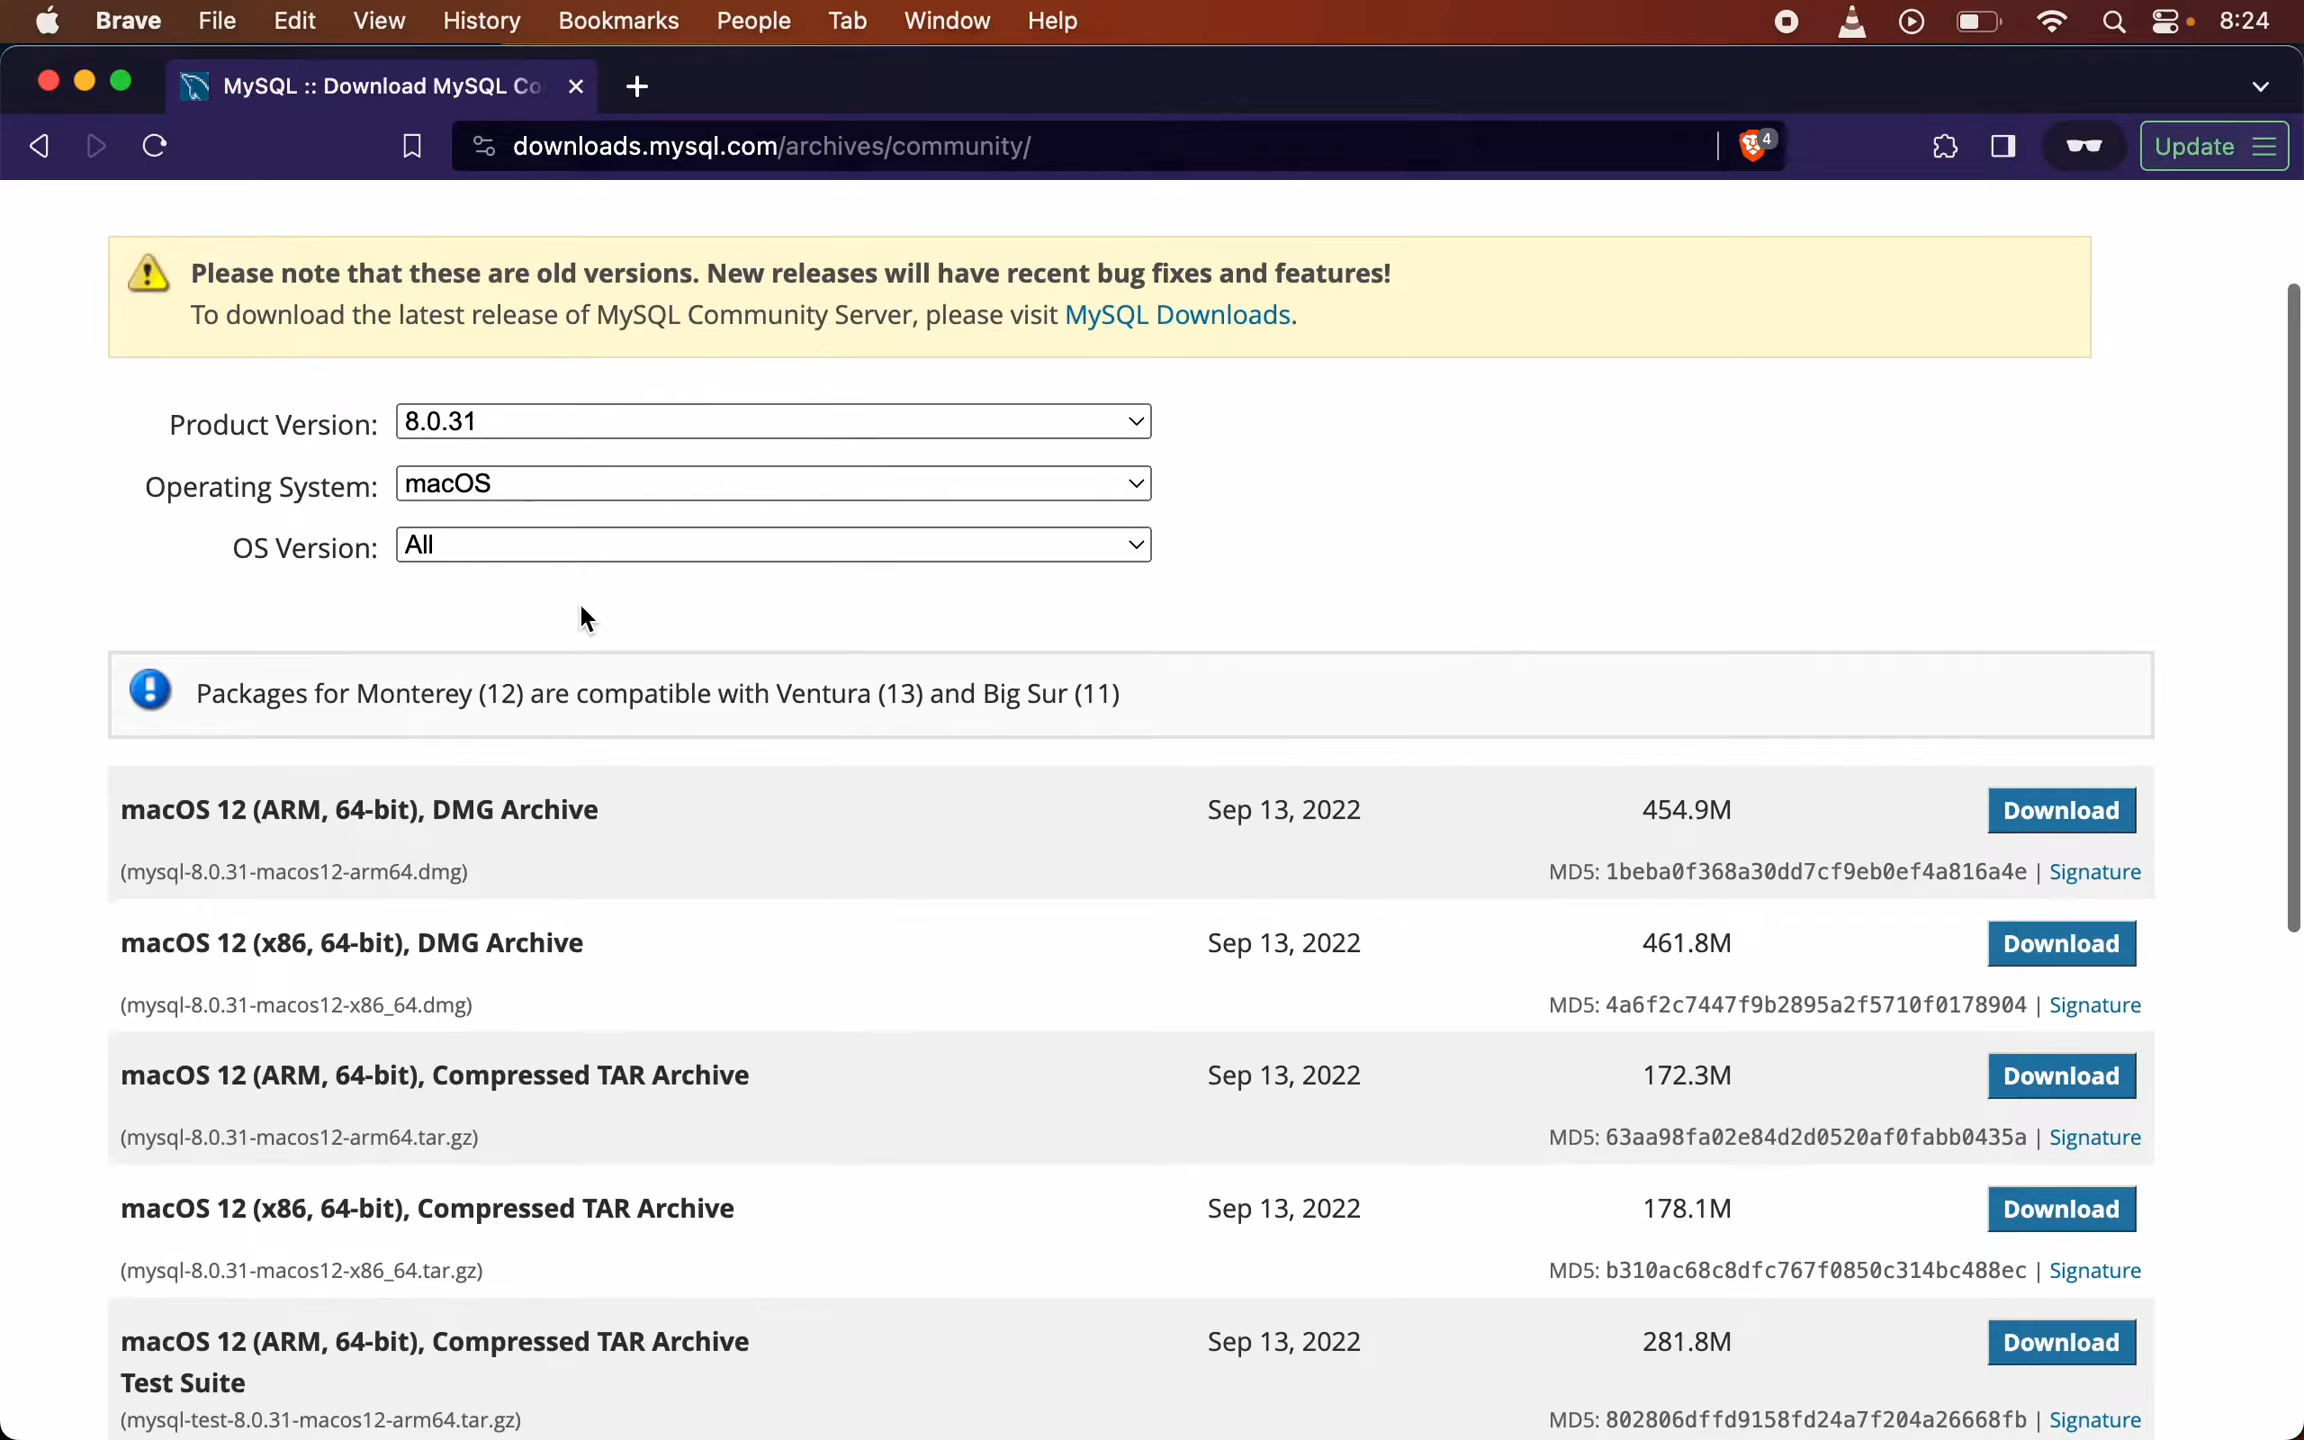 Brave File Edit View History Bookmarks People Tab Window Help 8:24
MySQL :: Download MySQL Co
downloads.mysql.com/archives/community/ 4 Update
Please note that these are old versions. New releases will have recent bug fixes and features!
To download the latest release of MySQL Community Server, please visit MySQL Downloads.
Product Version: 8.0.31
Operating System: macOS
OS Version: All
Packages for Monterey (12) are compatible with Ventura (13) and Big Sur (11)
macOS 12 (ARM, 64-bit), DMG Archive Sep 13, 2022 454.9M Download
(mysql-8.0.31-macos12-arm64.dmg) MD5: 1beba0f368a30dd7cf9eb0ef4a816a4e | Signature
macOS 12 (x86, 64-bit), DMG Archive Sep 13, 2022 461.8M Download
(mysql-8.0.31-macos12-x86_64.dmg) MD5: 4a6f2c7447f9b2895a2f5710f0178904 | Signature
macOS 12 (ARM, 64-bit), Compressed TAR Archive Sep 13, 2022 172.3M Download
(mysql-8.0.31-macos12-arm64.tar.gz) MD5: 63aa98fa02e84d2d0520af0fabb0435a | Signature
macOS 12 (x86, 64-bit), Compressed TAR Archive Sep 13, 2022 178.1M Download
(mysql-8.0.31-macos12-x86_64.tar.gz) MD5: b310ac68c8dfc767f0850c314bc488ec | Signature
macOS 12 (ARM, 64-bit), Compressed TAR Archive Sep 13, 2022 281.8M Download
Test Suite
(mysql-test-8.0.31-macos12-arm64.tar.gz) MD5: 802806dffd9158fd24a7f204a26668fb | Signature